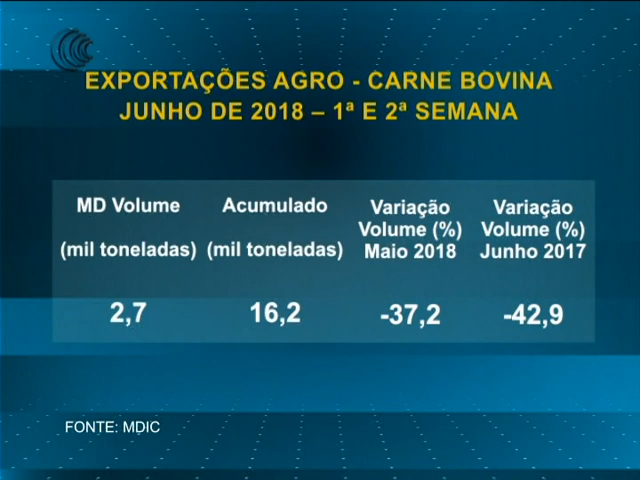 EXPORTAÇÕES AGRO - CARNE BOVINA
JUNHO DE 2018 – 1ª E 2ª SEMANA
MD Volume
(mil toneladas)
Acumulado
(mil toneladas)
Variação
Volume (%)
Maio 2018
Variação
Volume (%)
Junho 2017
2,7
16,2
-37,2
-42,9
FONTE: MDIC